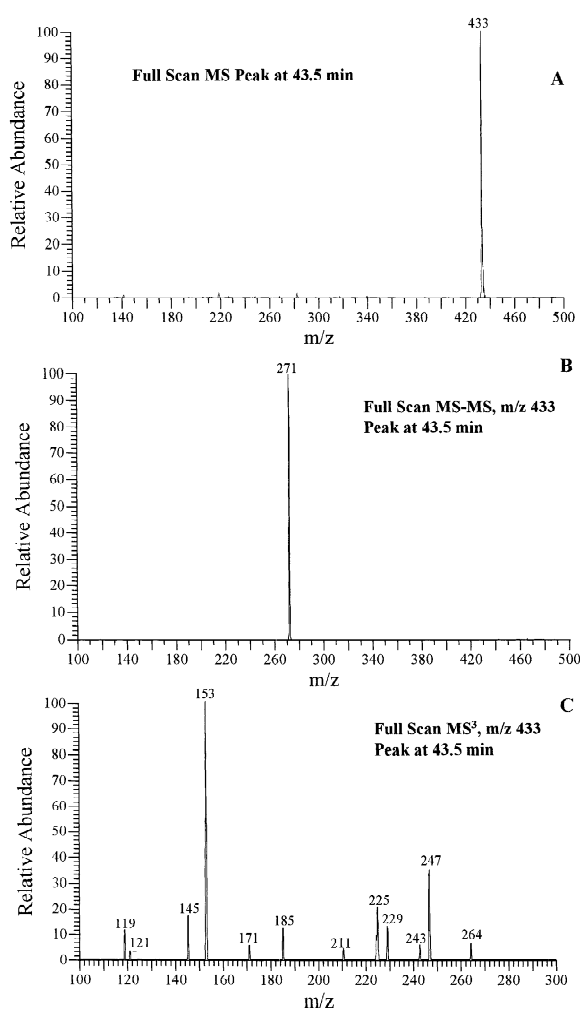 433
100
90
80
70
60
50
40
30
20
10
0
Relative Abundance
Full Scan MS Peak at 43.5 min
A
100 140 180 220 260 300 340 380 420 460 500
m/z
B
271
100
90
80
70
60
50
40
30
20
10
0
Relative Abundance
Full Scan MS-MS, m/z 433
Peak at 43.5 min
100 140 180 220 260 300 340 380 420 460 500
m/z
C
153
100
90
80
70
60
50
40
30
20
10
0
Relative Abundance
Full Scan MS³, m/z 433
Peak at 43.5 min
119
121
145
171
185
211
225
229
243
247
264
100 120 140 160 180 200 220 240 260 280 300
m/z